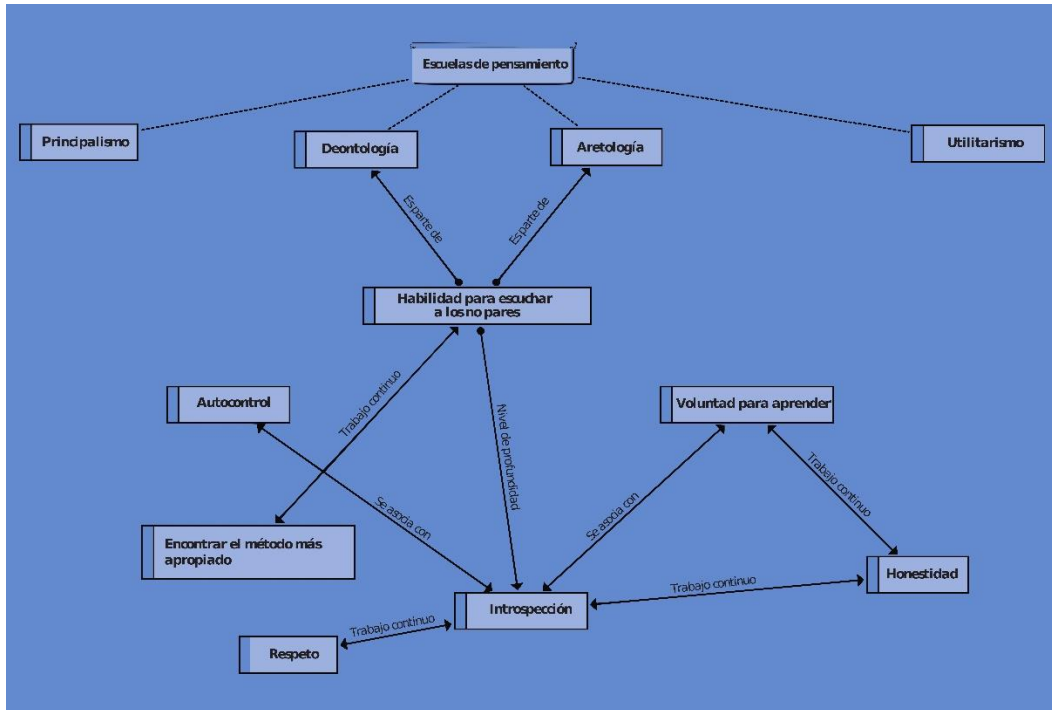 Escuelas de pensamiento
Principalismo
Deontología
Aretología
Utilitarismo
Es parte de
Es parte de
Habilidad para escuchar
a los no pares
Autocontrol
Trabajo continuo
Nivel de profundidad
Voluntad para aprender
Se asocia con
Se asocia con
Trabajo continuo
Encontrar el método más
apropiado
Introspección
Trabajo continuo
Honestidad
Trabajo continuo
Respeto